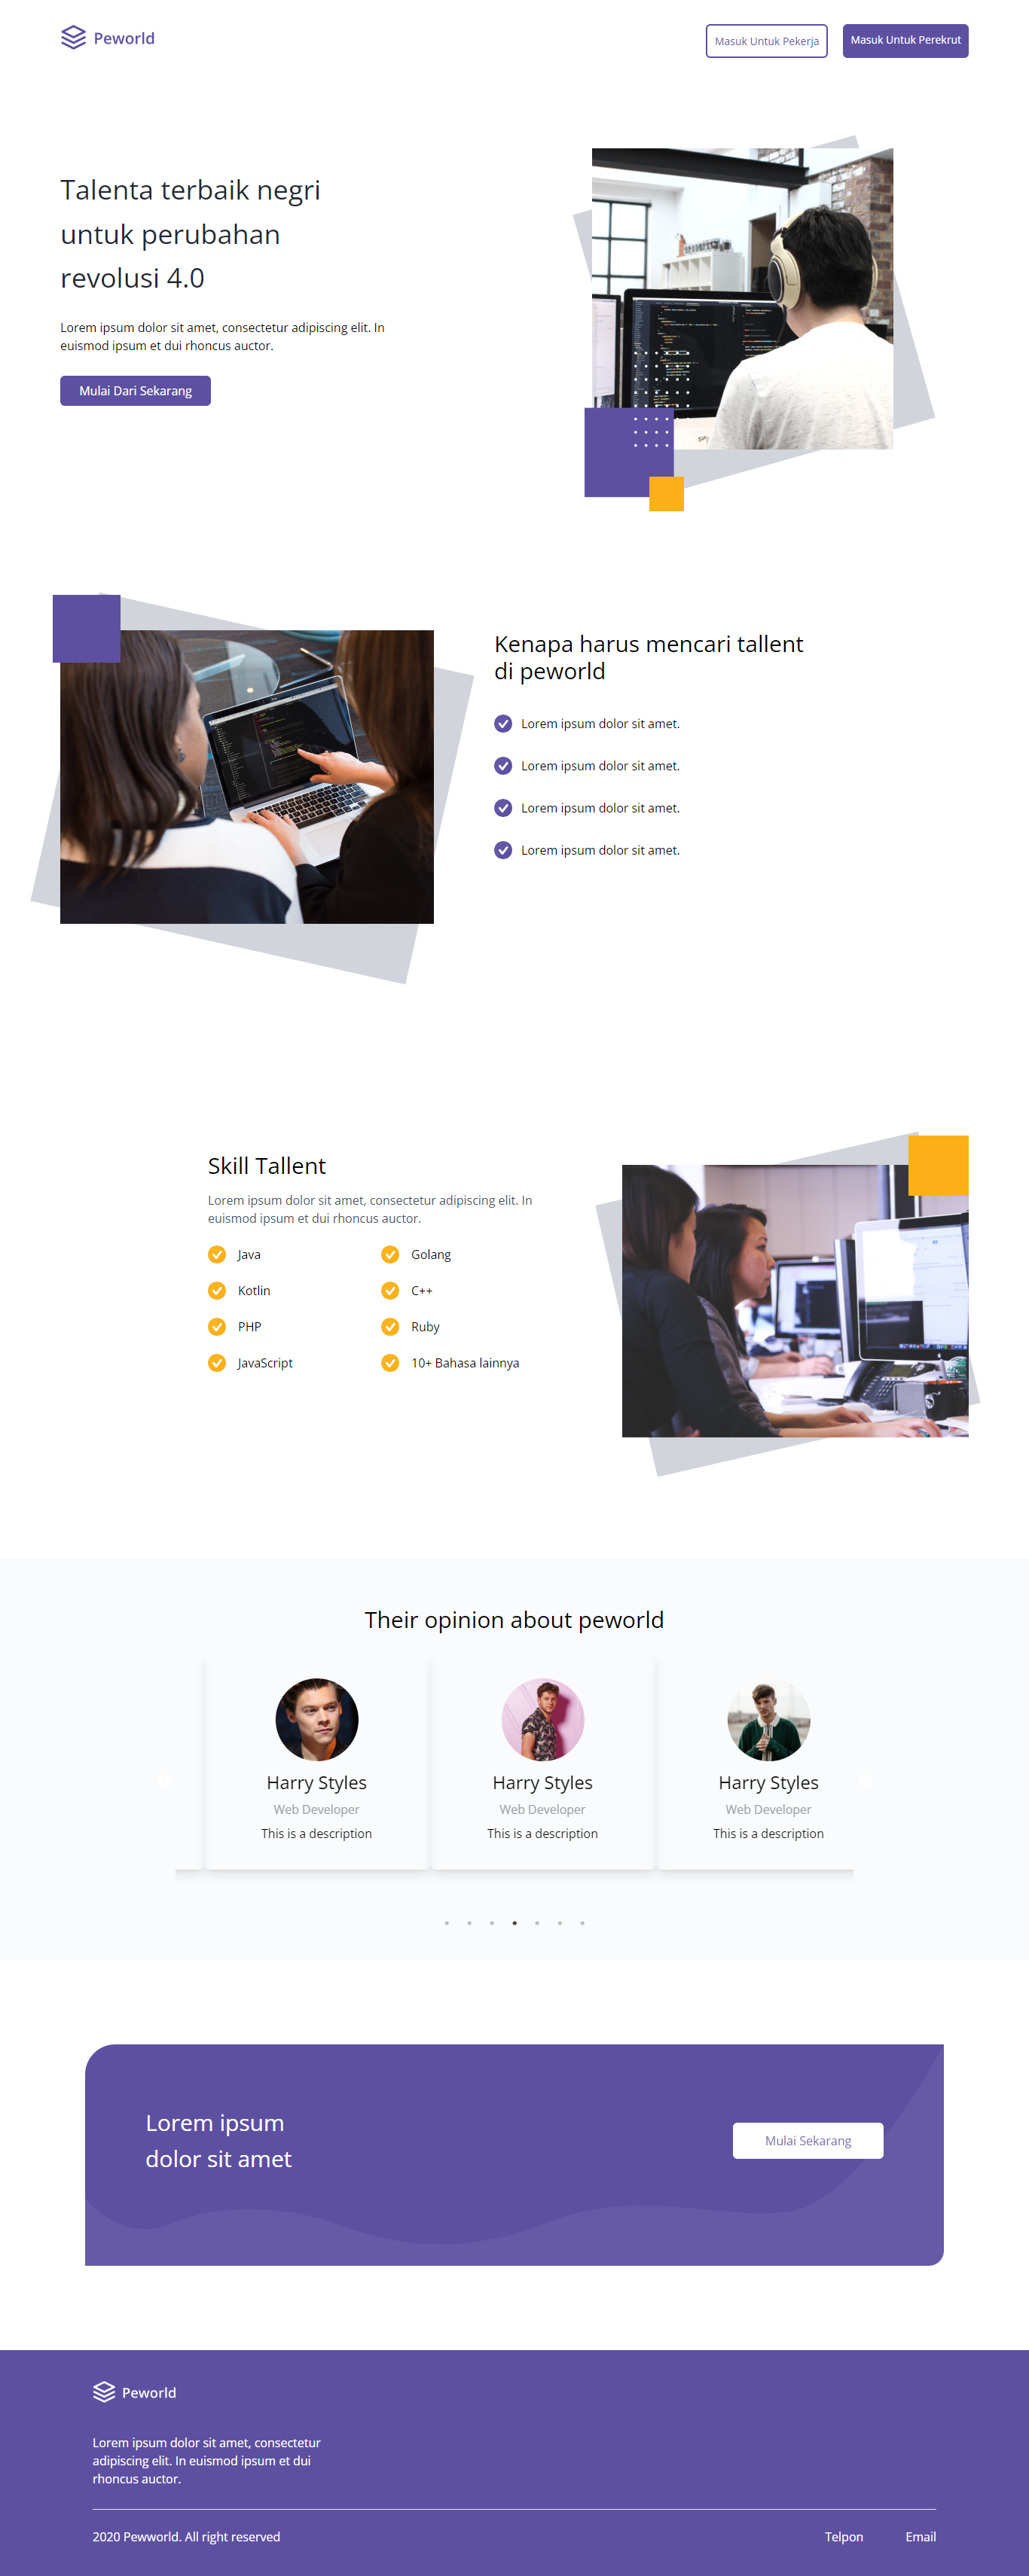 Peworld
Masuk Untuk Pekerja
Masuk Untuk Perekrut
Talenta terbaik negri
untuk perubahan
revolusi 4.0
Lorem ipsum dolor sit amet, consectetur adipiscing elit. In
euismod ipsum et dui rhoncus auctor.
Mulai Dari Sekarang
Kenapa harus mencari tallent
di peworld
Lorem ipsum dolor sit amet.
Lorem ipsum dolor sit amet.
Lorem ipsum dolor sit amet.
Lorem ipsum dolor sit amet.
Skill Tallent
Lorem ipsum dolor sit amet, consectetur adipiscing elit. In
euismod ipsum et dui rhoncus auctor.
Java
Golang
Kotlin
C++
PHP
Ruby
JavaScript
10+ Bahasa lainnya
Their opinion about peworld
Harry Styles
Web Developer
This is a description
Harry Styles
Web Developer
This is a description
Harry Styles
Web Developer
This is a description
Lorem ipsum
dolor sit amet
Mulai Sekarang
Peworld
Lorem ipsum dolor sit amet, consectetur
adipiscing elit. In euismod ipsum et dui
rhoncus auctor.
2020 Pewworld. All right reserved
Telpon
Email